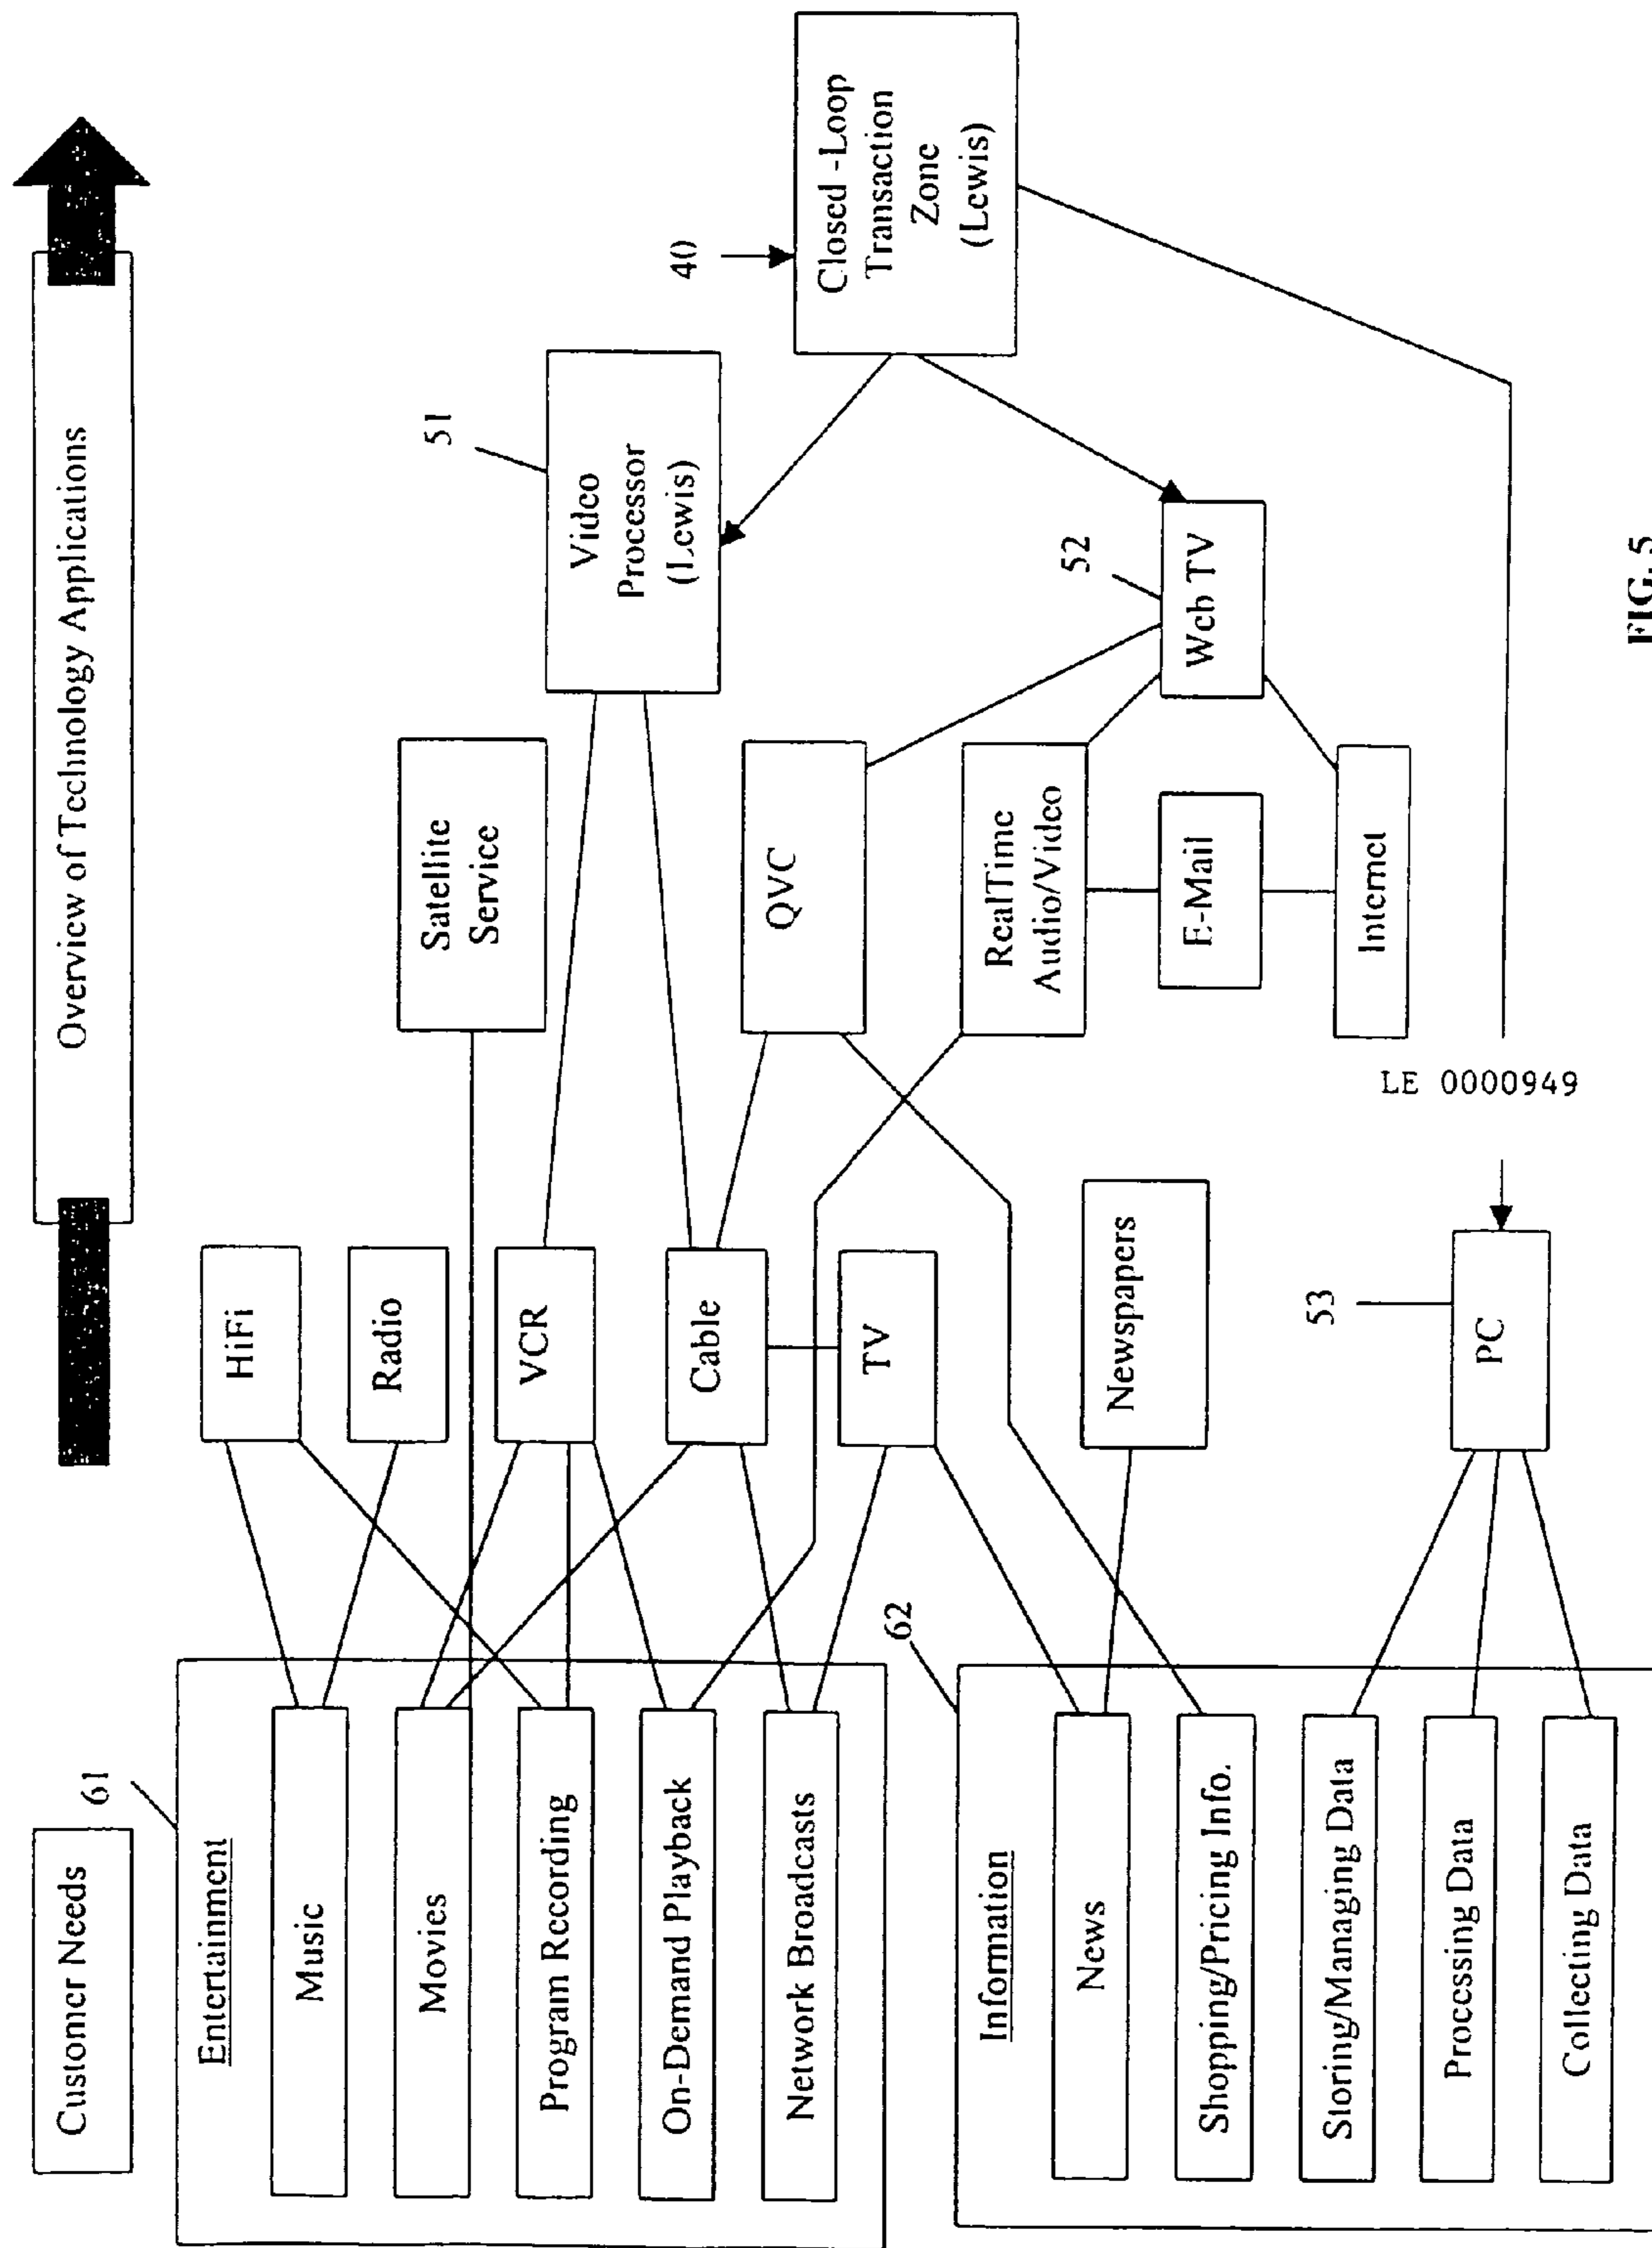 Customer Needs
Overview of Technology Applications
61
Entertainment
Music
Movies
Program Recording
On-Demand Playback
Network Broadcasts
62
Information
News
Shopping/Pricing Info.
Storing/Managing Data
Processing Data
Collecting Data
HiFi
Radio
VCR
Cable
TV
Newspapers
53
PC
Satellite
Service
QVC
RealTime
Audio/Video
E-Mail
Internet
LE 0000949
51
Video
Processor
(Lewis)
52
Web TV
40
Closed -Loop
Transaction
Zone
(Lewis)
FIG. 5